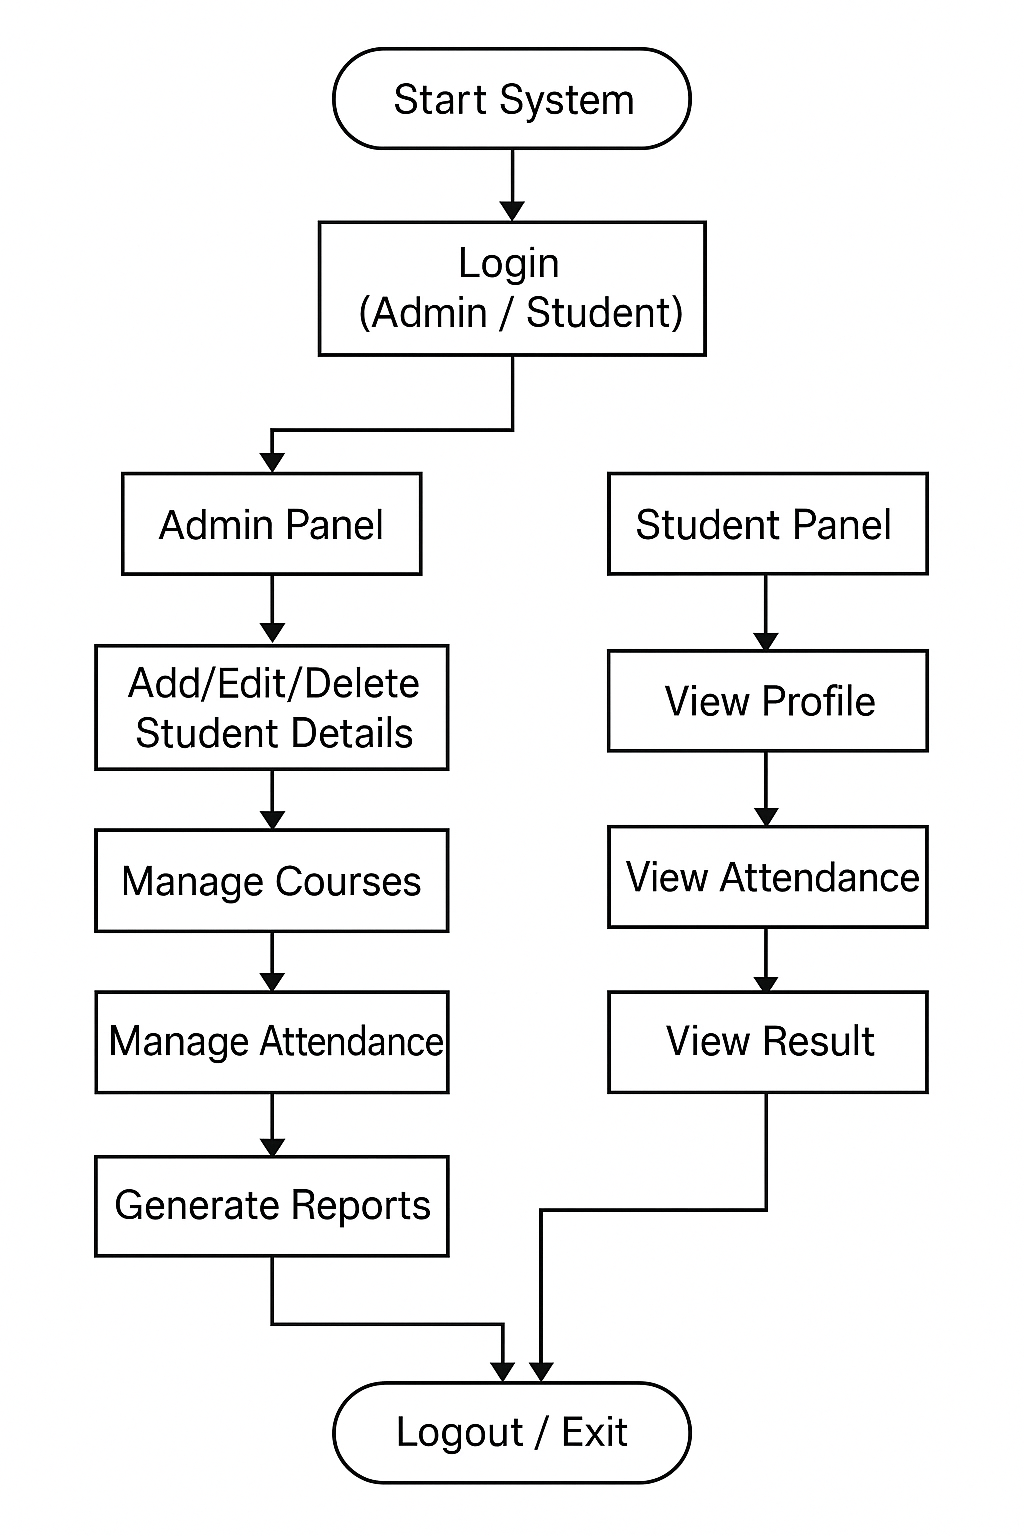 Start System
Login
(Admin / Student)
Admin Panel
Add/Edit/Delete
Student Details
Manage Courses
Manage Attendance
Generate Reports
Student Panel
View Profile
View Attendance
View Result
Logout / Exit